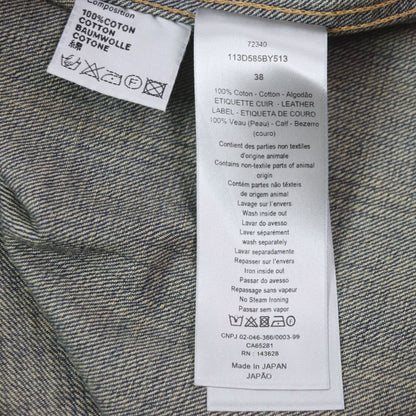 Composition
100%COTON
COTTON
BAUMWOLLE
COTONE
綿
72340
113D585BY513
38
100% Coton - Cotton - Algodão
ETIQUETTE CUIR - LEATHER
LABEL - ETIQUETA DE COURO
100% Veau (Peau) - Calf - Bezerro
(couro)
Contient des parties non textiles
d'origine animale
Contains non-textile parts of animal
origin
Contém partes não têxteis
de origem animal
Lavage sur l'envers
Wash inside out
Lavar do avesso
Laver séparément
wash separately
Lavar separadamente
Repasser sur l'envers
Iron inside out
Passar do avesso
Repassage sans vapeur
No Steam Ironing
Passar sem vapor
CNPJ 02-046-386/0003-99
CA65281
RN : 143628
Made In JAPAN
JAPÃO